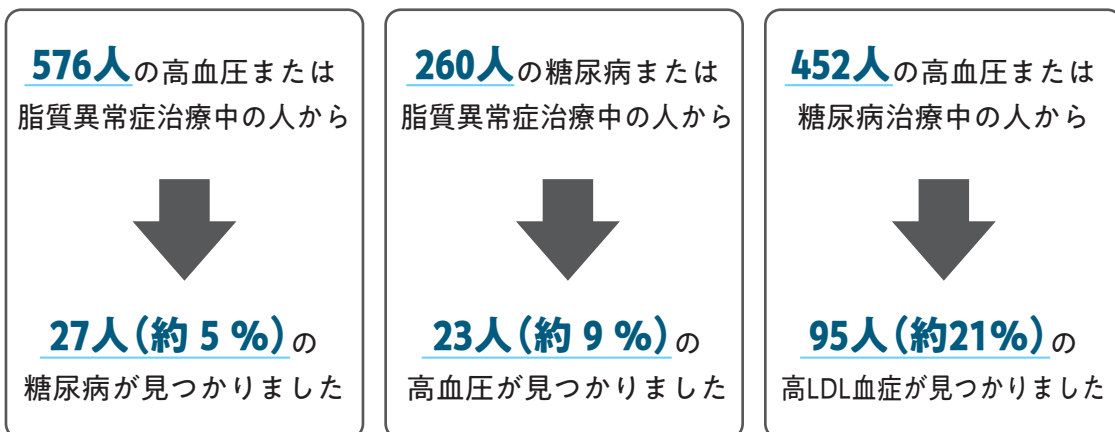 576人の高血圧または
脂質異常症治療中の人から
27人(約 5 %)の
糖尿病が見つかりました
260人の糖尿病または
脂質異常症治療中の人から
23人(約 9 %)の
高血圧が見つかりました
452人の高血圧または
糖尿病治療中の人から
95人(約21%)の
高LDL血症が見つかりました